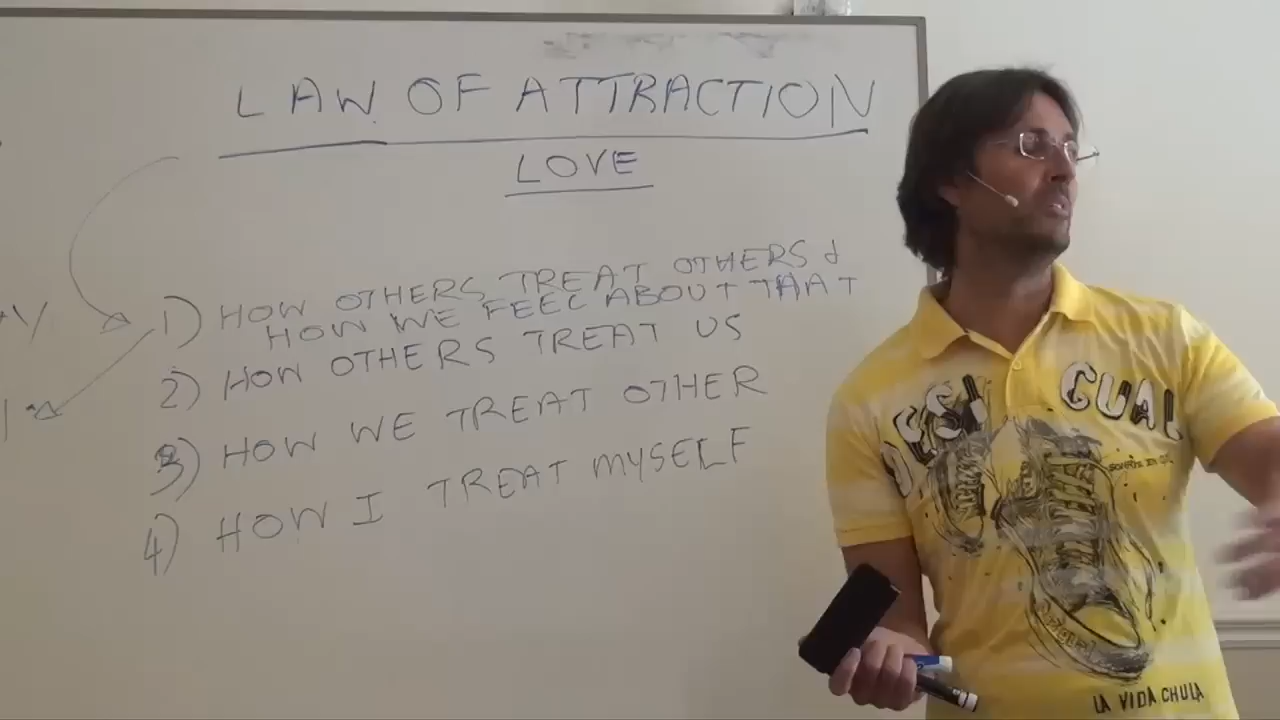 LAW OF ATTRACTION
LOVE
1) HOW OTHERS TREAT OTHERS &
HOW WE FEEL ABOUT THAT
2) HOW OTHERS TREAT US
3) HOW WE TREAT OTHER
4) HOW I TREAT MYSELF
GUAL
LA VIDA CHULA